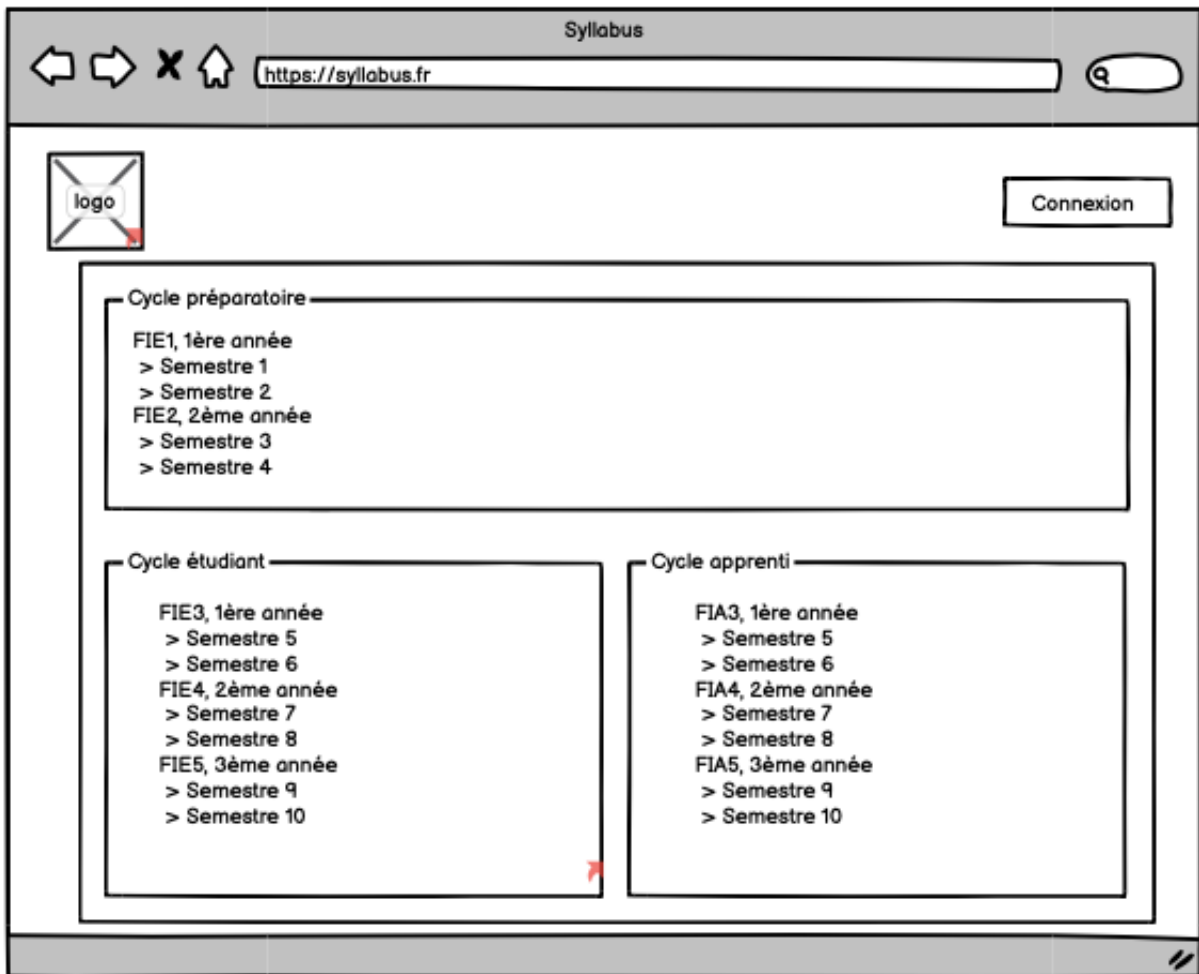 Syllabus
https://syllabus.fr
logo
Connexion
Cycle préparatoire
FIE1, 1ère année
> Semestre 1
> Semestre 2
FIE2, 2ème année
> Semestre 3
> Semestre 4
Cycle étudiant
FIE3, 1ère année
> Semestre 5
> Semestre 6
FIE4, 2ème année
> Semestre 7
> Semestre 8
FIE5, 3ème année
> Semestre 9
> Semestre 10
Cycle apprenti
FIA3, 1ère année
> Semestre 5
> Semestre 6
FIA4, 2ème année
> Semestre 7
> Semestre 8
FIA5, 3ème année
> Semestre 9
> Semestre 10